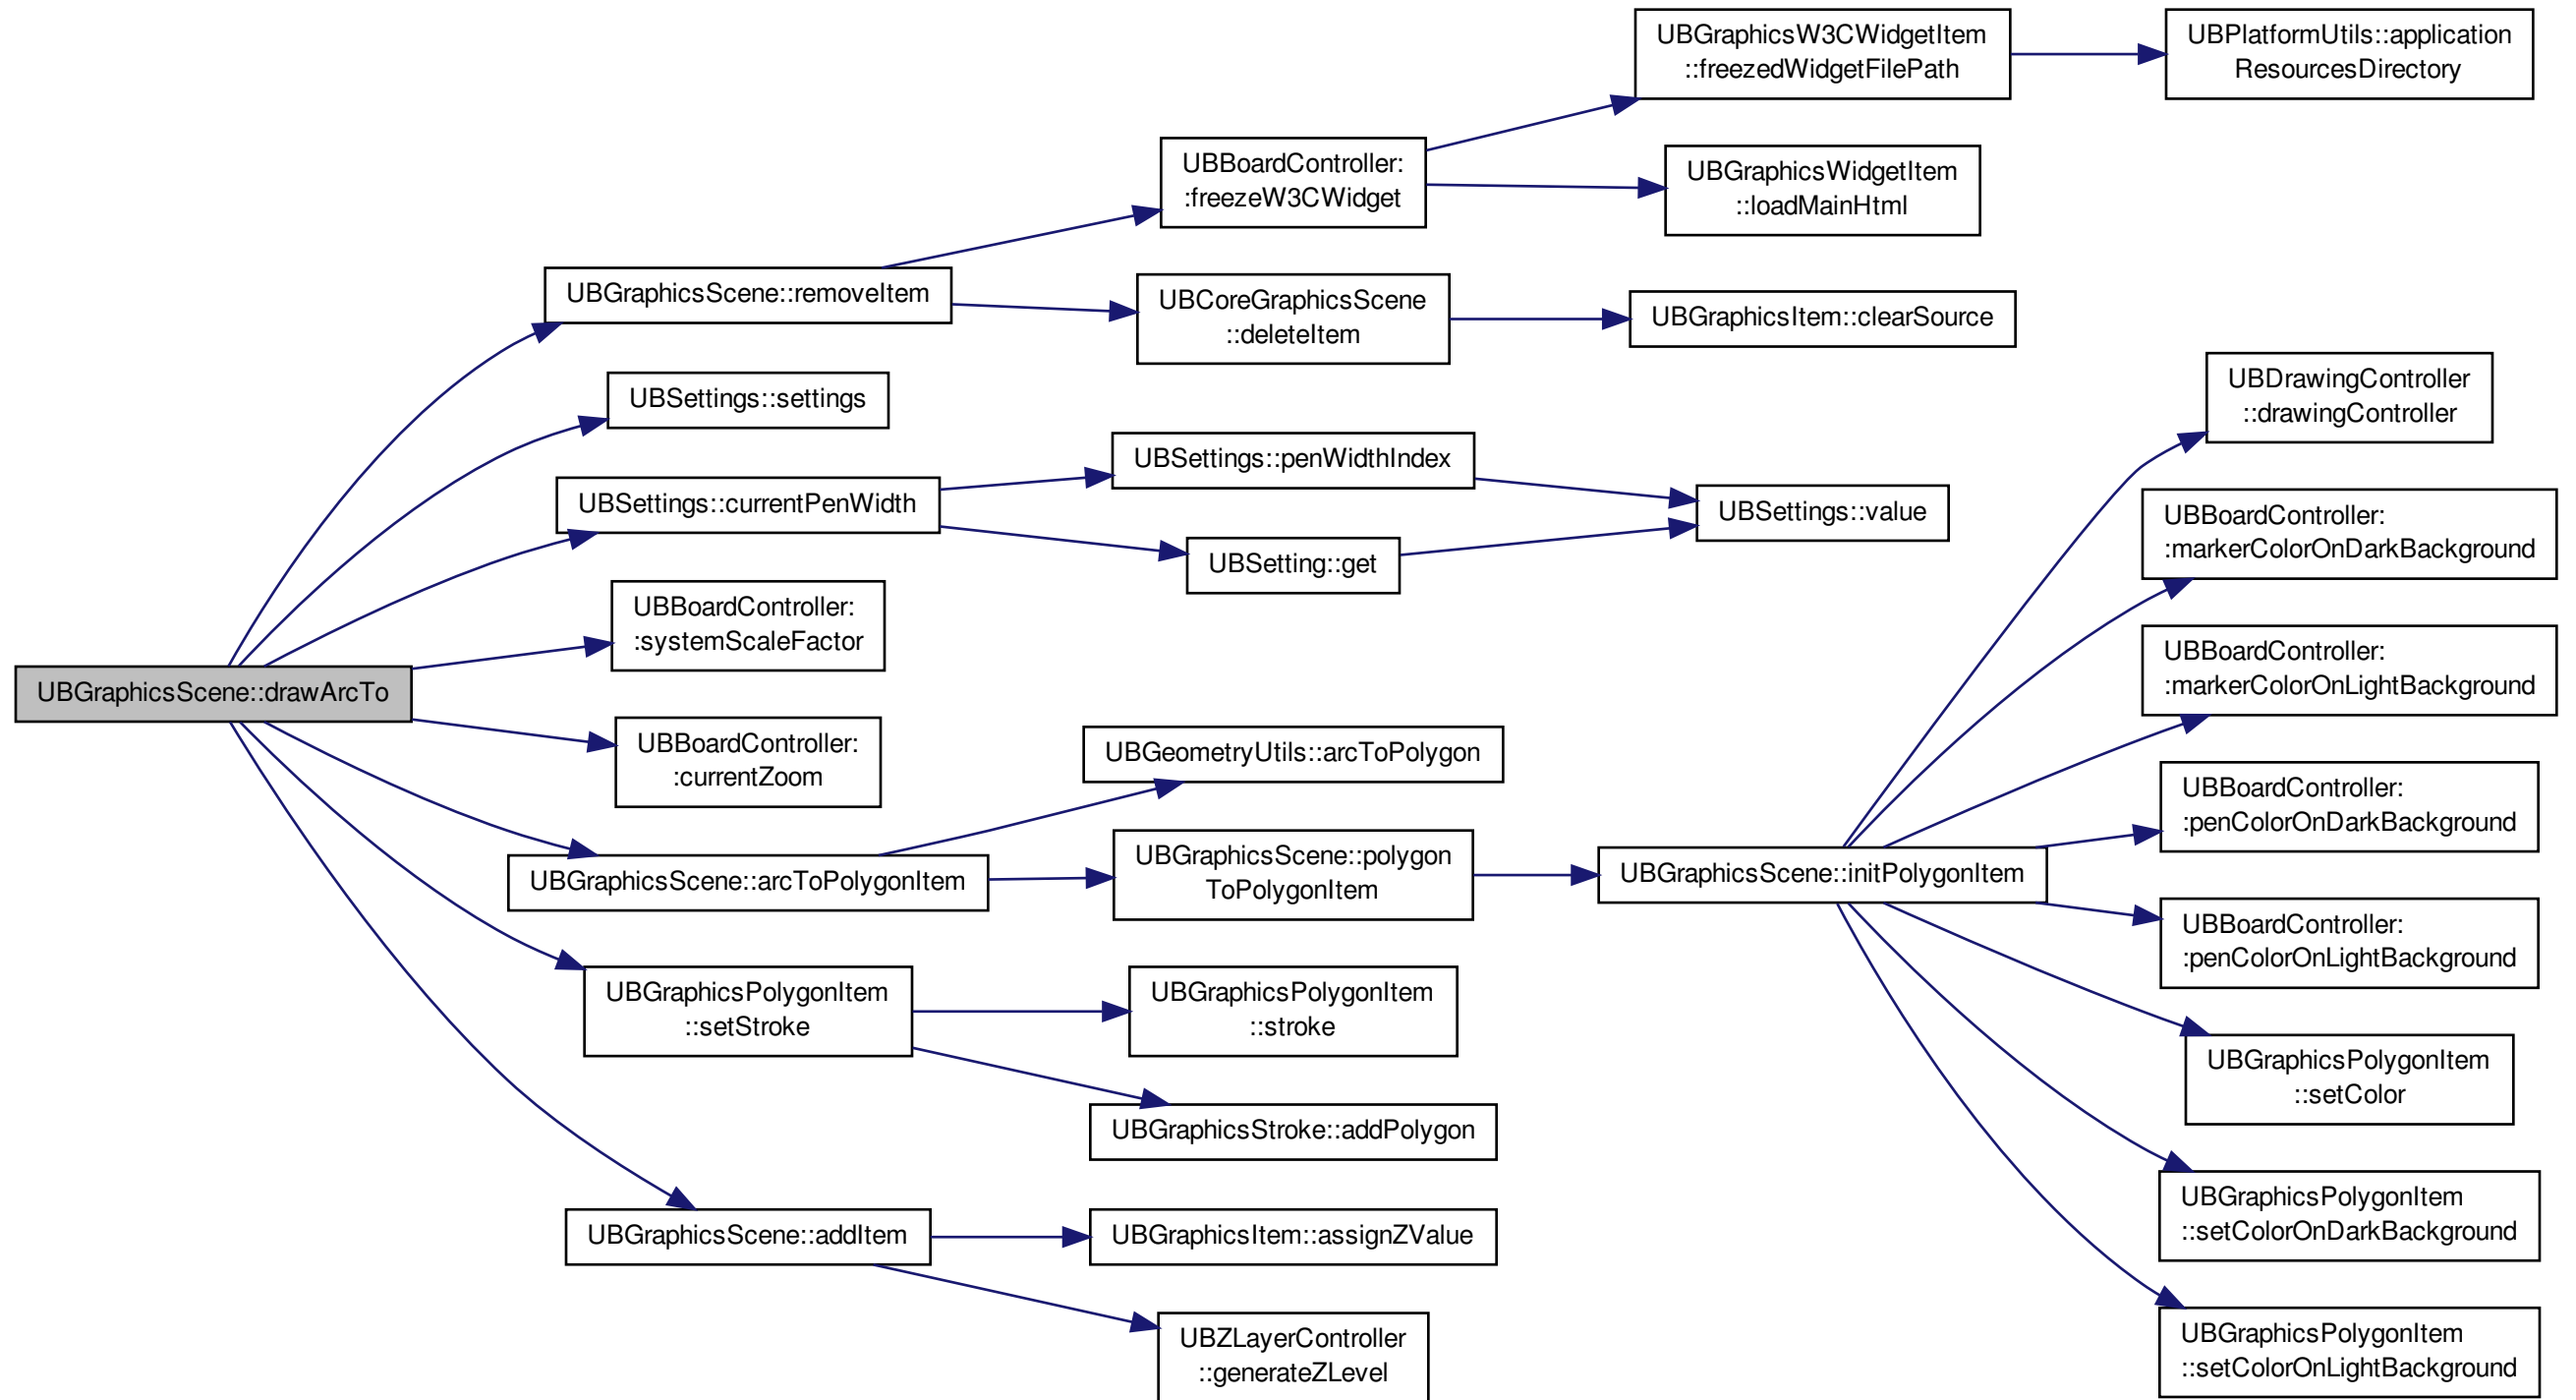 UBGraphicsW3CWidgetItem
::freezedWidgetFilePath
UBPlatformUtils::application
ResourcesDirectory
UBBoardController:
:freezeW3CWidget
UBGraphicsWidgetItem
::loadMainHtml
UBGraphicsScene::removeItem
UBCoreGraphicsScene
::deleteItem
UBGraphicsItem::clearSource
UBSettings::settings
UBDrawingController
::drawingController
UBSettings::penWidthIndex
UBSettings::currentPenWidth
UBSettings::value
UBSetting::get
UBBoardController:
:markerColorOnDarkBackground
UBBoardController:
:systemScaleFactor
UBBoardController:
:markerColorOnLightBackground
UBGraphicsScene::drawArcTo
UBBoardController:
:currentZoom
UBGeometryUtils::arcToPolygon
UBBoardController:
:penColorOnDarkBackground
UBGraphicsScene::arcToPolygonItem
UBGraphicsScene::polygon
ToPolygonItem
UBGraphicsScene::initPolygonItem
UBBoardController:
:penColorOnLightBackground
UBGraphicsPolygonItem
::setStroke
UBGraphicsPolygonItem
::stroke
UBGraphicsPolygonItem
::setColor
UBGraphicsStroke::addPolygon
UBGraphicsPolygonItem
::setColorOnDarkBackground
UBGraphicsScene::addItem
UBGraphicsItem::assignZValue
UBZLayerController
::generateZLevel
UBGraphicsPolygonItem
::setColorOnLightBackground